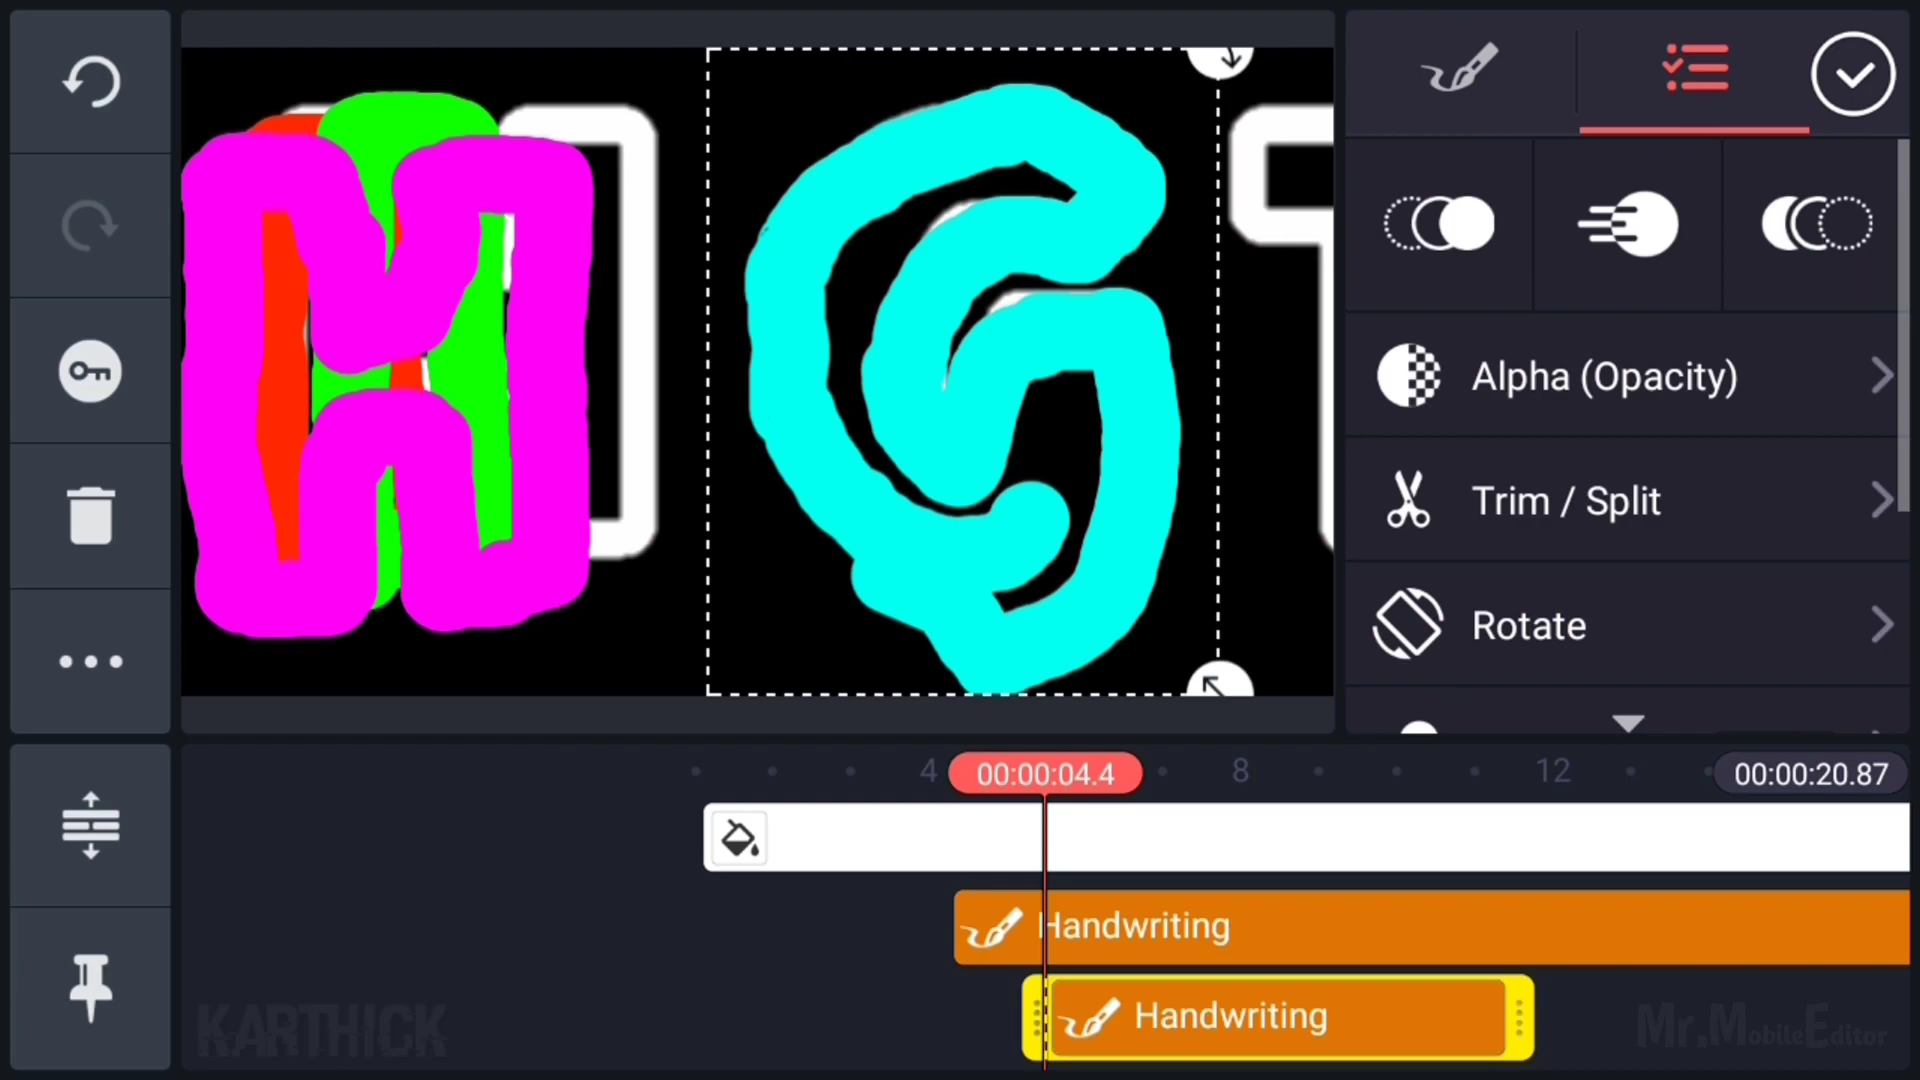 G
Alpha (Opacity)
Trim / Split
Rotate
4
00:00:04.4
8
12
00:00:20.87
Handwriting
Handwriting
KARTHICK
Mr.MobileEditor